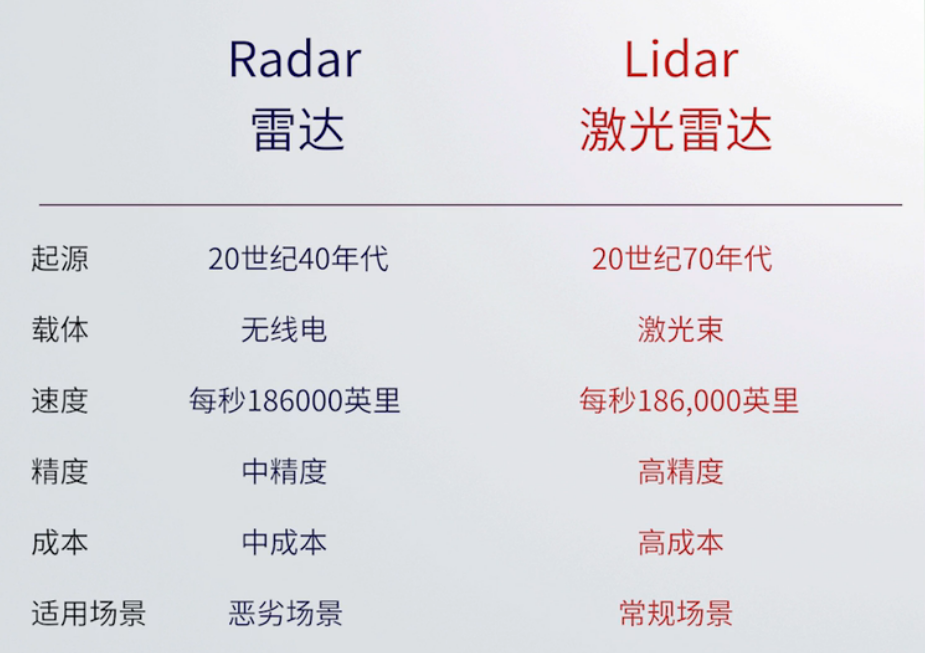 Radar Lidar
雷达 激光雷达
起源 20世纪40年代 20世纪70年代
载体 无线电 激光束
速度 每秒186000英里 每秒186,000英里
精度 中精度 高精度
成本 中成本 高成本
适用场景 恶劣场景 常规场景